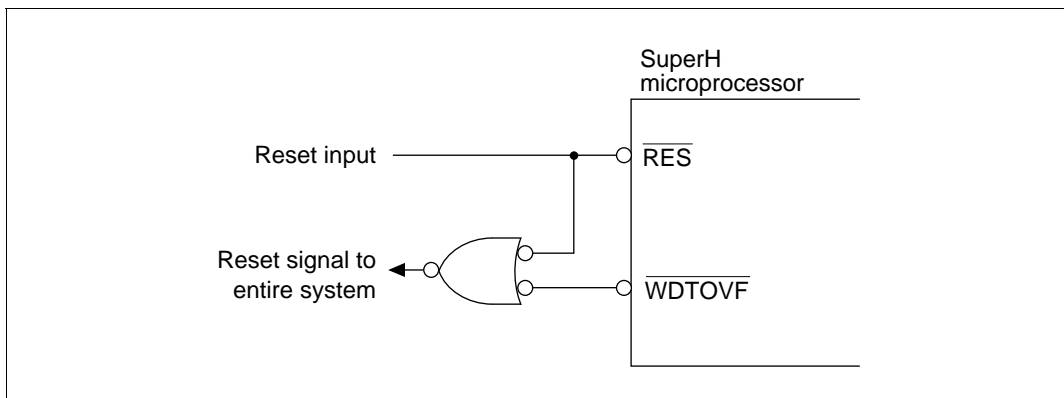 SuperH
microprocessor
Reset input
RES
Reset signal to
entire system
WDTOVF